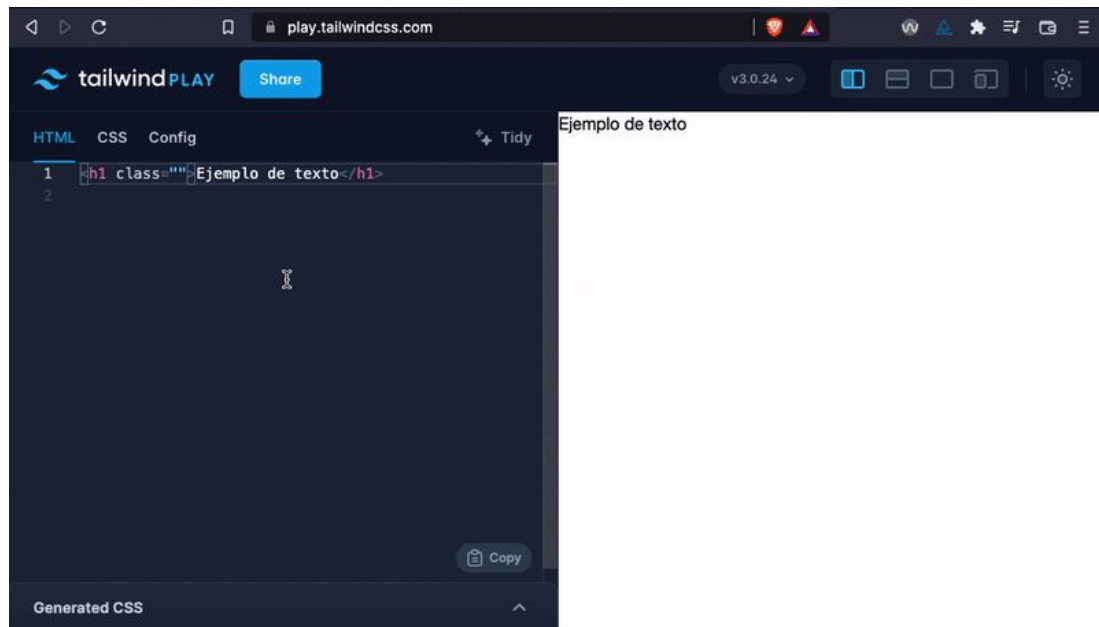 play.tailwindcss.com
tailwind PLAY
Share
v3.0.24
HTML CSS Config
Tidy
1 <h1 class="">Ejemplo de texto</h1>
2
Copy
Generated CSS
Ejemplo de texto